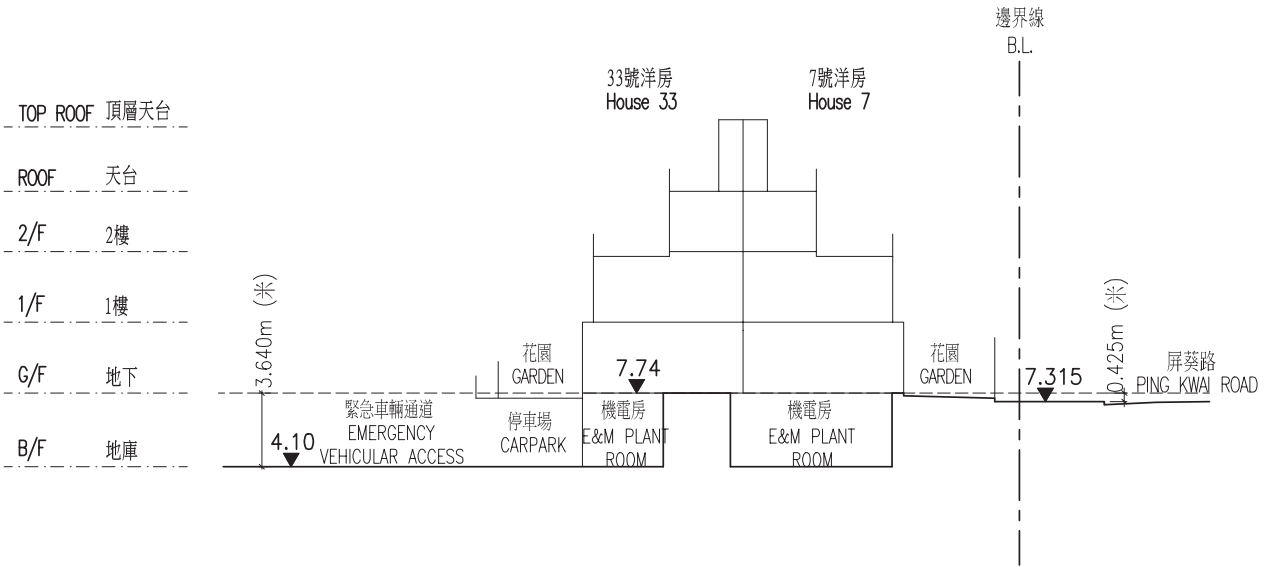 邊界線
B.L.
33號洋房
House 33
7號洋房
House 7
TOP ROOF 頂層天台
ROOF 天台
2/F 2樓
1/F 1樓
G/F 地下
B/F 地庫
3.640m (米)
緊急車輛通道
EMERGENCY
VEHICULAR ACCESS
4.10
花園
GARDEN
停車場
CARPARK
7.74
機電房
E&M PLANT
ROOM
機電房
E&M PLANT
ROOM
花園
GARDEN
7.315
0.425m (米)
屏葵路
PING KWAI ROAD